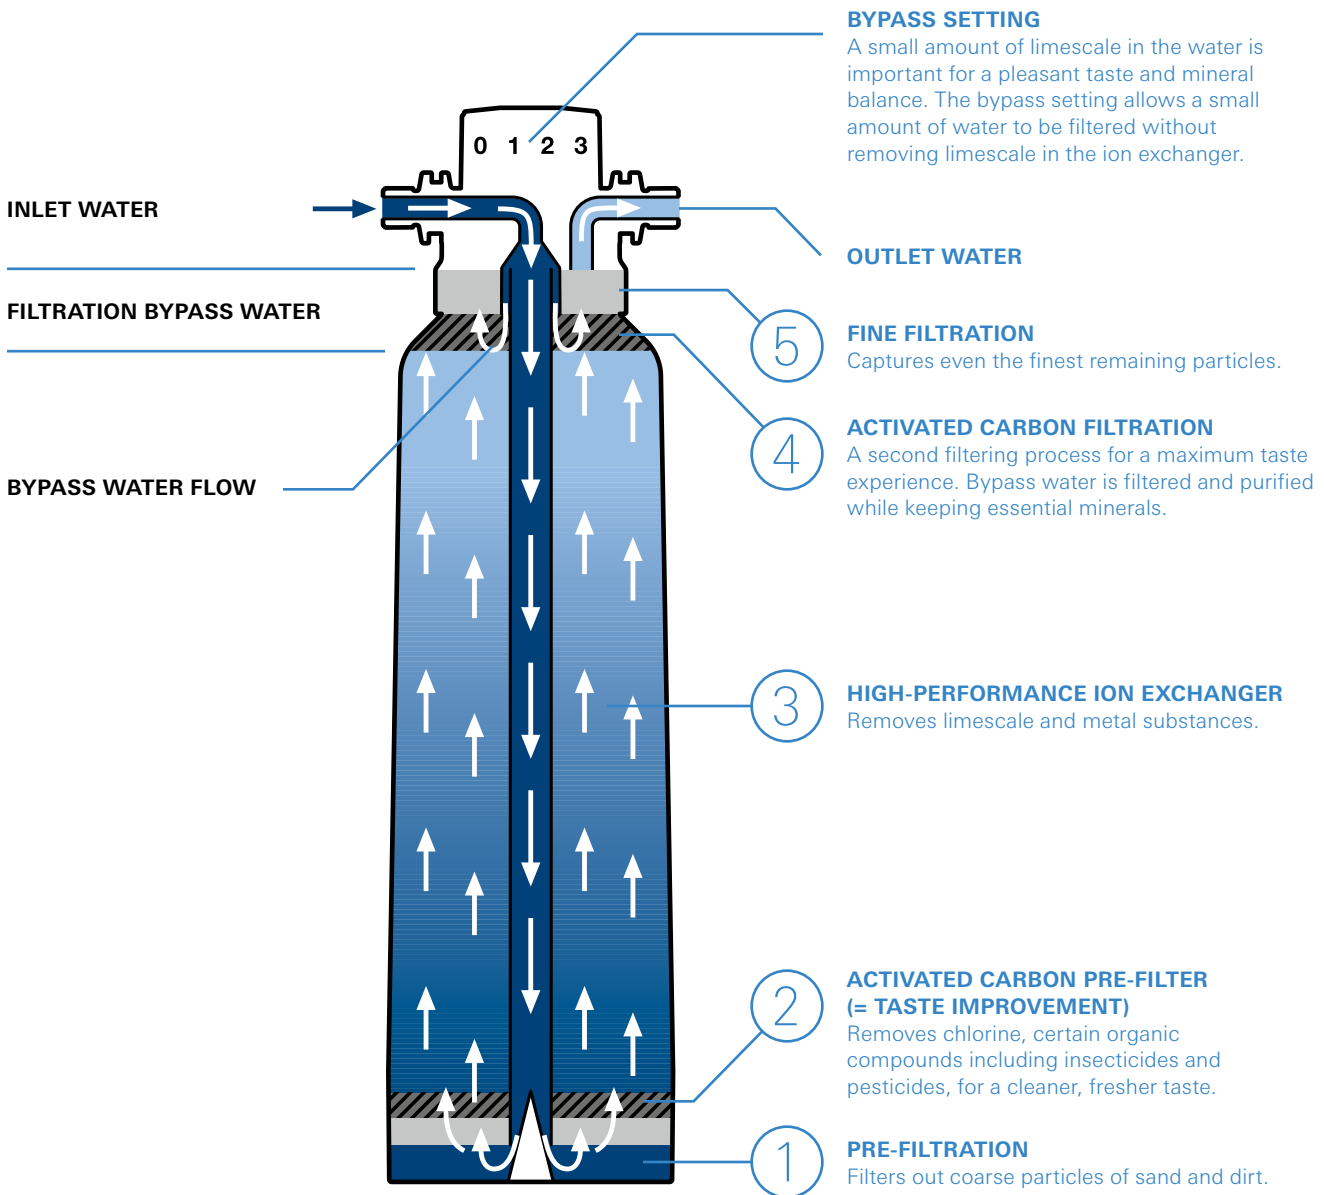 BYPASS SETTING
A small amount of limescale in the water is
important for a pleasant taste and mineral
balance. The bypass setting allows a small
amount of water to be filtered without
removing limescale in the ion exchanger.
0 1 2 3
INLET WATER
OUTLET WATER
FILTRATION BYPASS WATER
5
FINE FILTRATION
Captures even the finest remaining particles.
4
ACTIVATED CARBON FILTRATION
A second filtering process for a maximum taste
experience. Bypass water is filtered and purified
while keeping essential minerals.
BYPASS WATER FLOW
3
HIGH-PERFORMANCE ION EXCHANGER
Removes limescale and metal substances.
2
ACTIVATED CARBON PRE-FILTER
(= TASTE IMPROVEMENT)
Removes chlorine, certain organic
compounds including insecticides and
pesticides, for a cleaner, fresher taste.
1
PRE-FILTRATION
Filters out coarse particles of sand and dirt.